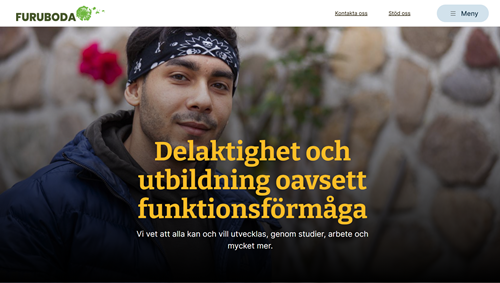 FURUBODA
Kontakta oss
Stöd oss
Meny
Delaktighet och
utbildning oavsett
funktionsförmåga
Vi vet att alla kan och vill utvecklas, genom studier, arbete och
mycket mer.